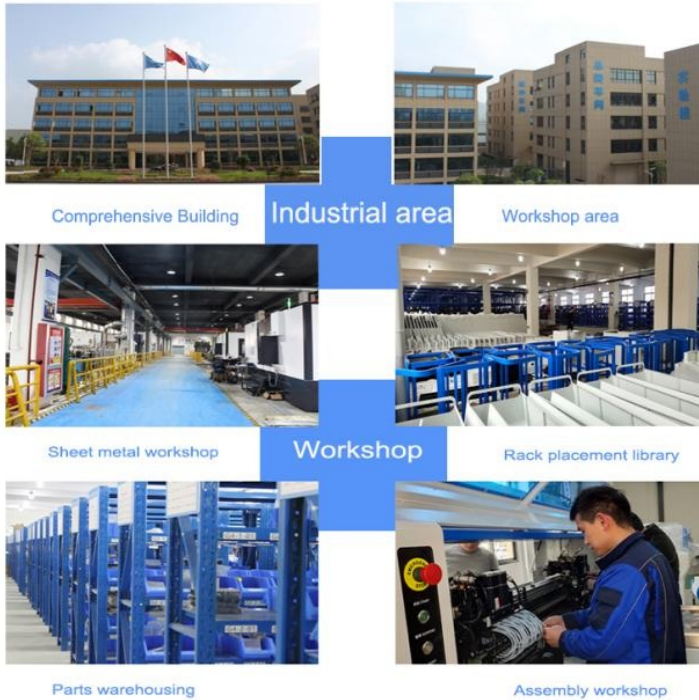 Comprehensive Building
Industrial area
Workshop area
Sheet metal workshop
Workshop
Rack placement library
Parts warehousing
Assembly workshop